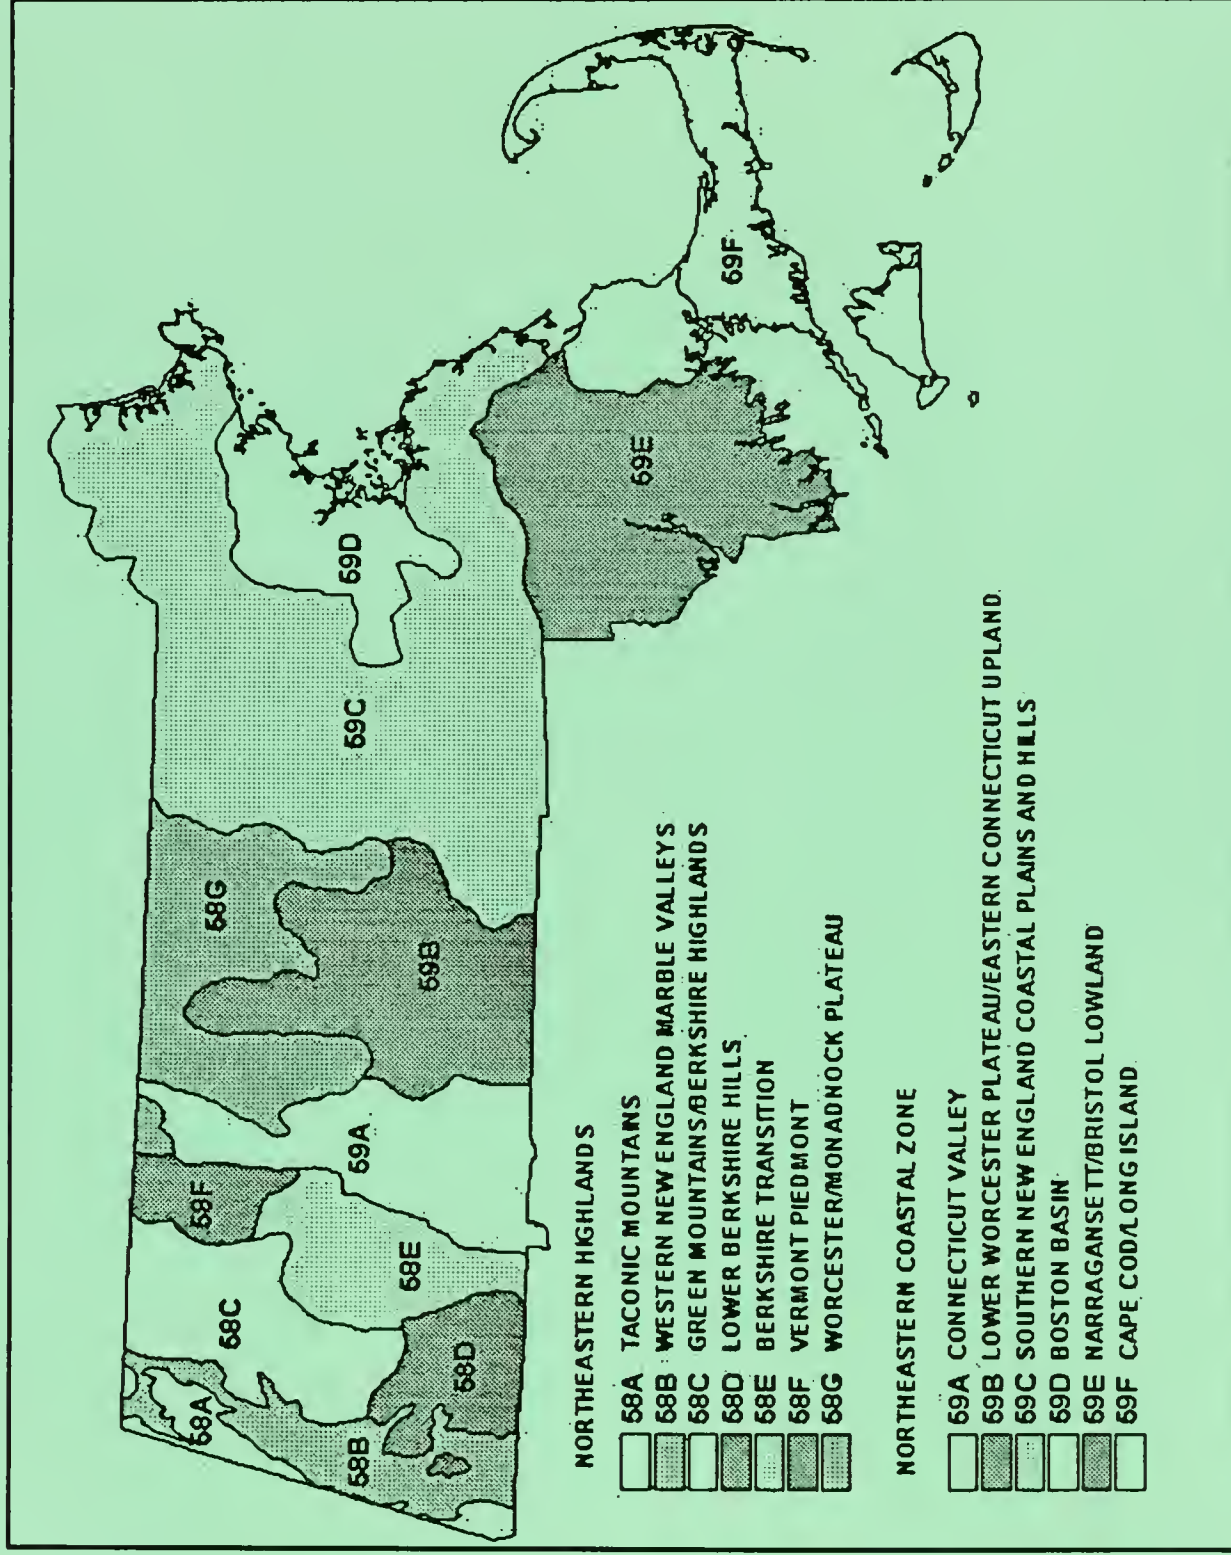 58A
58B
58C
58D
58E
58F
58G
59A
59B
59C
59D
59E
59F
NORTHEASTERN HIGHLANDS
58A TACONIC MOUNTAINS
58B WESTERN NEW ENGLAND MARBLE VALLEYS
58C GREEN MOUNTAINS/BERKSHIRE HIGHLANDS
58D LOWER BERKSHIRE HILLS
58E BERKSHIRE TRANSITION
58F VERMONT PIEDMONT
58G WORCESTER/MONADNOCK PLATEAU
NORTHEASTERN COASTAL ZONE
59A CONNECTICUT VALLEY
59B LOWER WORCESTER PLATEAU/EASTERN CONNECTICUT UPLAND
59C SOUTHERN NEW ENGLAND COASTAL PLAINS AND HILLS
59D BOSTON BASIN
59E NARRAGANSETT/BRISTOL LOWLAND
59F CAPE COD/LONG ISLAND